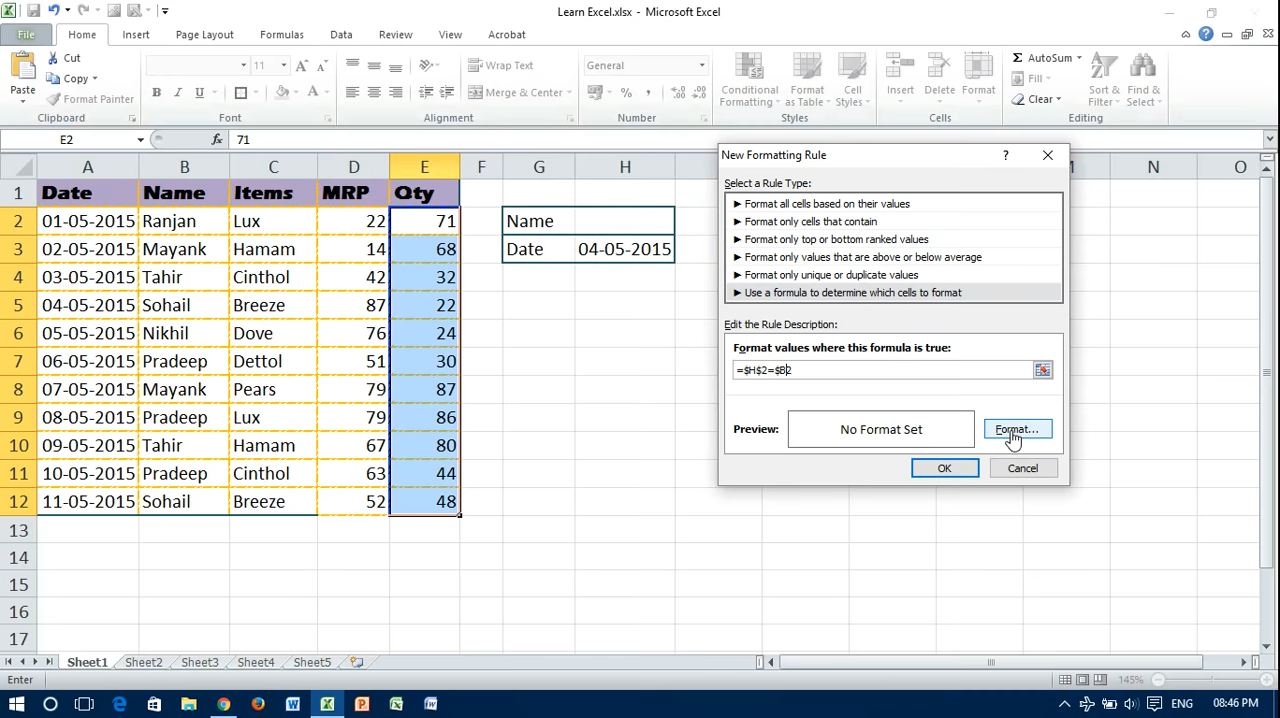 Learn Excel.xlsx - Microsoft Excel
File Home Insert Page Layout Formulas Data Review View Acrobat
Paste Cut Copy Format Painter Clipboard
11 A A B I U A Font
Wrap Text Merge & Center Alignment
General % , Number
Conditional Formatting Format as Table Cell Styles Styles
Insert Delete Format Cells
Σ AutoSum Fill Clear Sort & Filter Find & Select Editing
E2 fx 71
A B C D E F G H M N O
1 Date Name Items MRP Qty
2 01-05-2015 Ranjan Lux 22 71 Name
3 02-05-2015 Mayank Hamam 14 68 Date 04-05-2015
4 03-05-2015 Tahir Cinthol 42 32
5 04-05-2015 Sohail Breeze 87 22
6 05-05-2015 Nikhil Dove 76 24
7 06-05-2015 Pradeep Dettol 51 30
8 07-05-2015 Mayank Pears 79 87
9 08-05-2015 Pradeep Lux 79 86
10 09-05-2015 Tahir Hamam 67 80
11 10-05-2015 Pradeep Cinthol 63 44
12 11-05-2015 Sohail Breeze 52 48
13
14
15
16
17
New Formatting Rule ?
Select a Rule Type:
► Format all cells based on their values
► Format only cells that contain
► Format only top or bottom ranked values
► Format only values that are above or below average
► Format only unique or duplicate values
► Use a formula to determine which cells to format
Edit the Rule Description:
Format values where this formula is true:
=$H$2=$B2
Preview: No Format Set Format...
OK Cancel
Sheet1 Sheet2 Sheet3 Sheet4 Sheet5
Enter 145%
ENG 08:46 PM